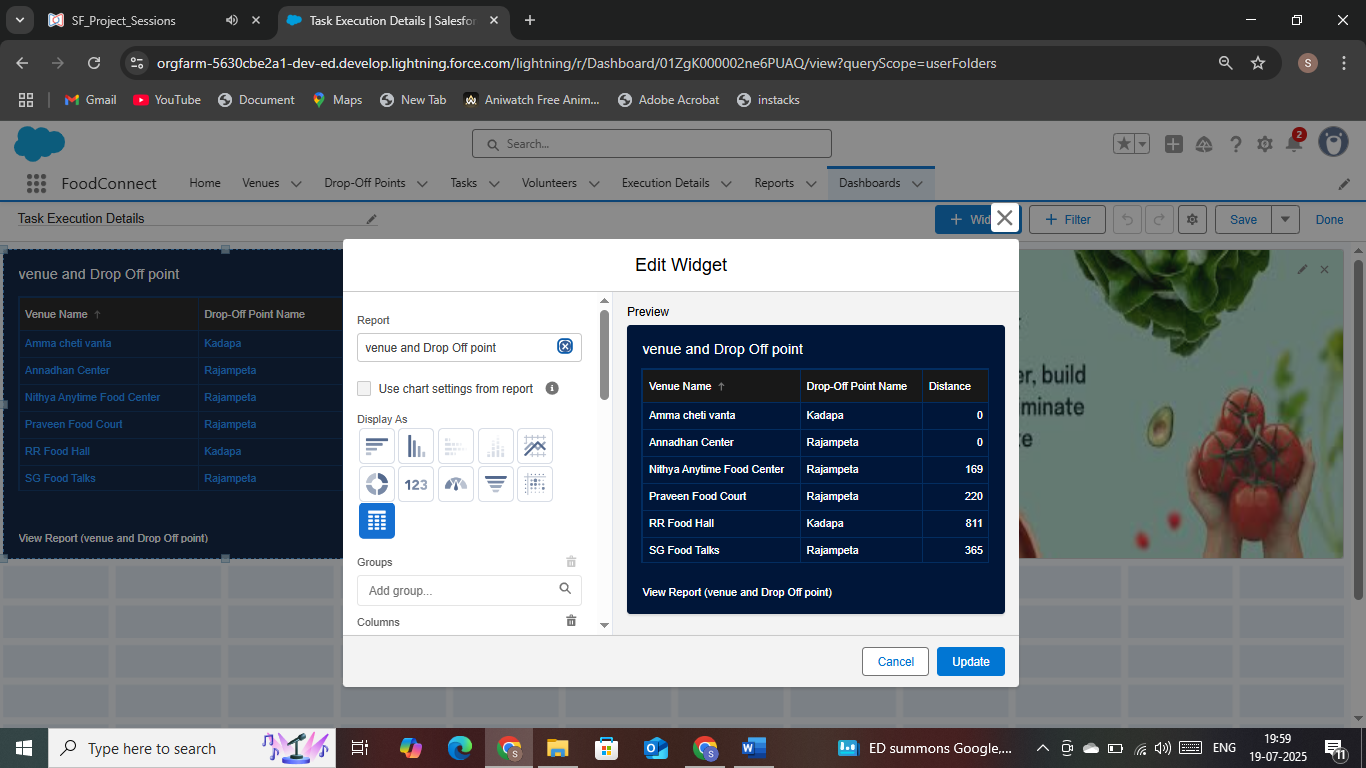 SF_Project_Sessions
Task Execution Details | Salesfor
orgfarm-5630cbe2a1-dev-ed.develop.lightning.force.com/lightning/r/Dashboard/01ZgK000002ne6PUAQ/view?queryScope=userFolders
S
Gmail
YouTube
Document
Maps
New Tab
Aniwatch Free Anim...
Adobe Acrobat
instacks
Search...
2
FoodConnect
Home
Venues
Drop-Off Points
Tasks
Volunteers
Execution Details
Reports
Dashboards
Task Execution Details
+ Wid
+ Filter
Save
Done
venue and Drop Off point
Venue Name ↑ Drop-Off Point Name
Amma cheti vanta Kadapa
Annadhan Center Rajampeta
Nithya Anytime Food Center Rajampeta
Praveen Food Court Rajampeta
RR Food Hall Kadapa
SG Food Talks Rajampeta
View Report (venue and Drop Off point)
Edit Widget
Report
venue and Drop Off point
Use chart settings from report
Display As
123
Groups
Add group...
Columns
Preview
venue and Drop Off point
Venue Name ↑ Drop-Off Point Name Distance
Amma cheti vanta Kadapa 0
Annadhan Center Rajampeta 0
Nithya Anytime Food Center Rajampeta 169
Praveen Food Court Rajampeta 220
RR Food Hall Kadapa 811
SG Food Talks Rajampeta 365
View Report (venue and Drop Off point)
Cancel
Update
er, build
Type here to search
ED summons Google,...
ENG
19:59
19-07-2025
11